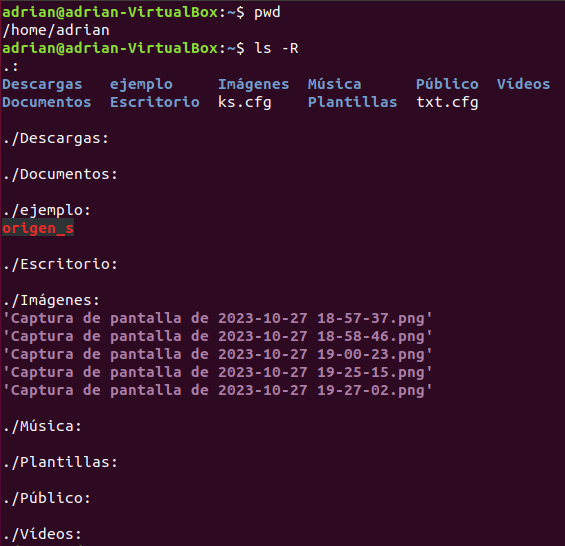 adrian@adrian-VirtualBox:~$ pwd
/home/adrian
adrian@adrian-VirtualBox:~$ ls -R
.:
Descargas   ejemplo     Imágenes  Música      Público  Vídeos
Documentos  Escritorio  ks.cfg    Plantillas  txt.cfg
./Descargas:
./Documentos:
./ejemplo:
origen_s
./Escritorio:
./Imágenes:
'Captura de pantalla de 2023-10-27 18-57-37.png'
'Captura de pantalla de 2023-10-27 18-58-46.png'
'Captura de pantalla de 2023-10-27 19-00-23.png'
'Captura de pantalla de 2023-10-27 19-25-15.png'
'Captura de pantalla de 2023-10-27 19-27-02.png'
./Música:
./Plantillas:
./Público:
./Vídeos: